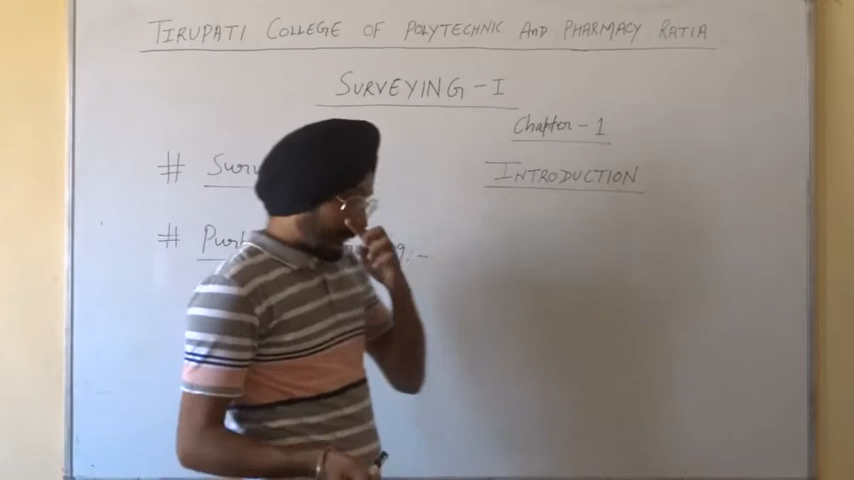 TIRUPATI COLLEGE OF POLYTECHNIC AND PHARMACY RATIA
SURVEYING - I
Chapter - 1
INTRODUCTION
#
#